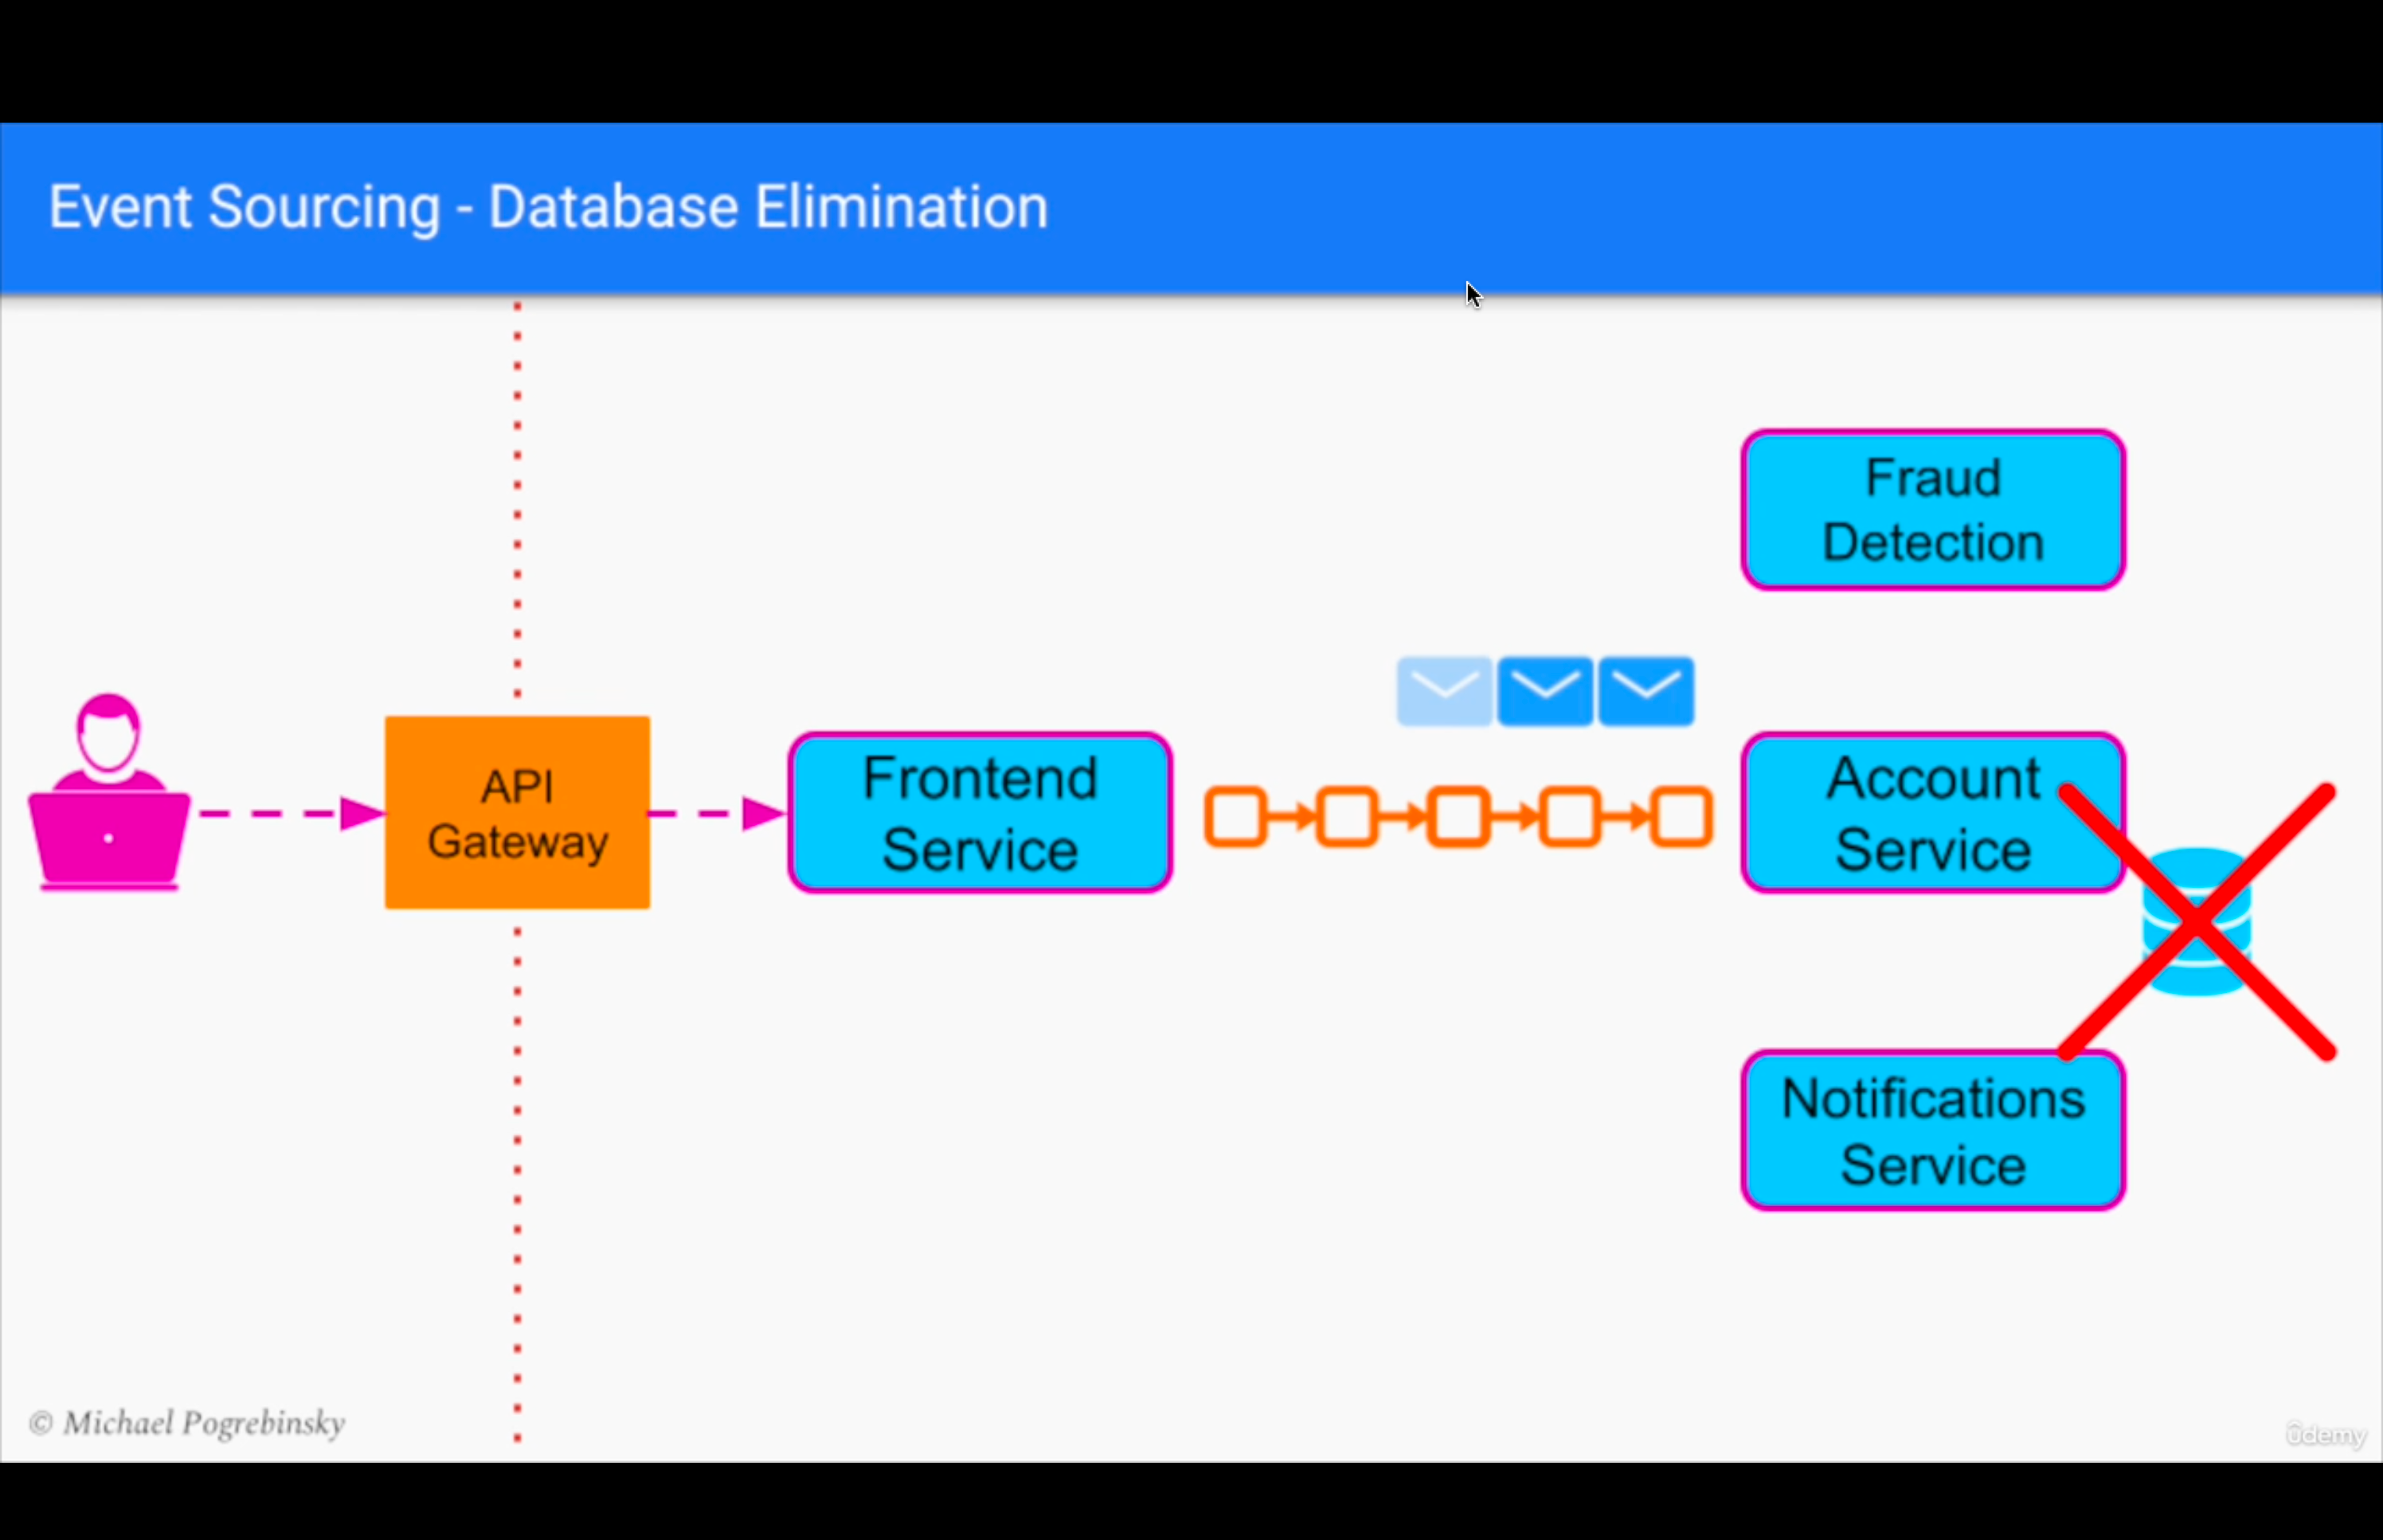 Event Sourcing - Database Elimination
Fraud
Detection
API
Gateway
Frontend
Service
Account
Service
Notifications
Service
© Michael Pogrebinsky
ûdemy